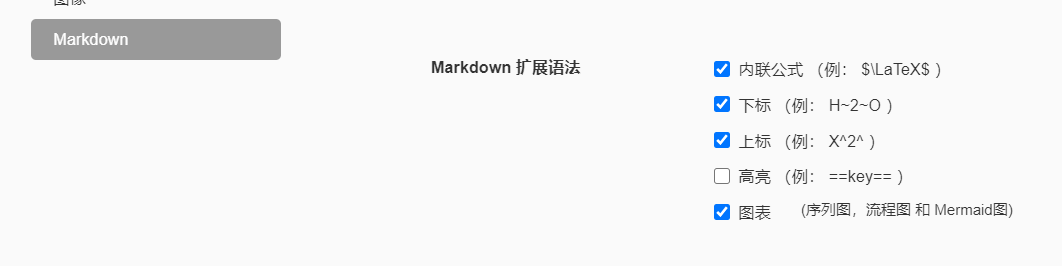 图像
Markdown
Markdown 扩展语法
内联公式 （例： $\LaTeX$ ）
下标 （例： H~2~O ）
上标 （例： X^2^ ）
高亮 （例： ==key== ）
图表 (序列图，流程图 和 Mermaid图)